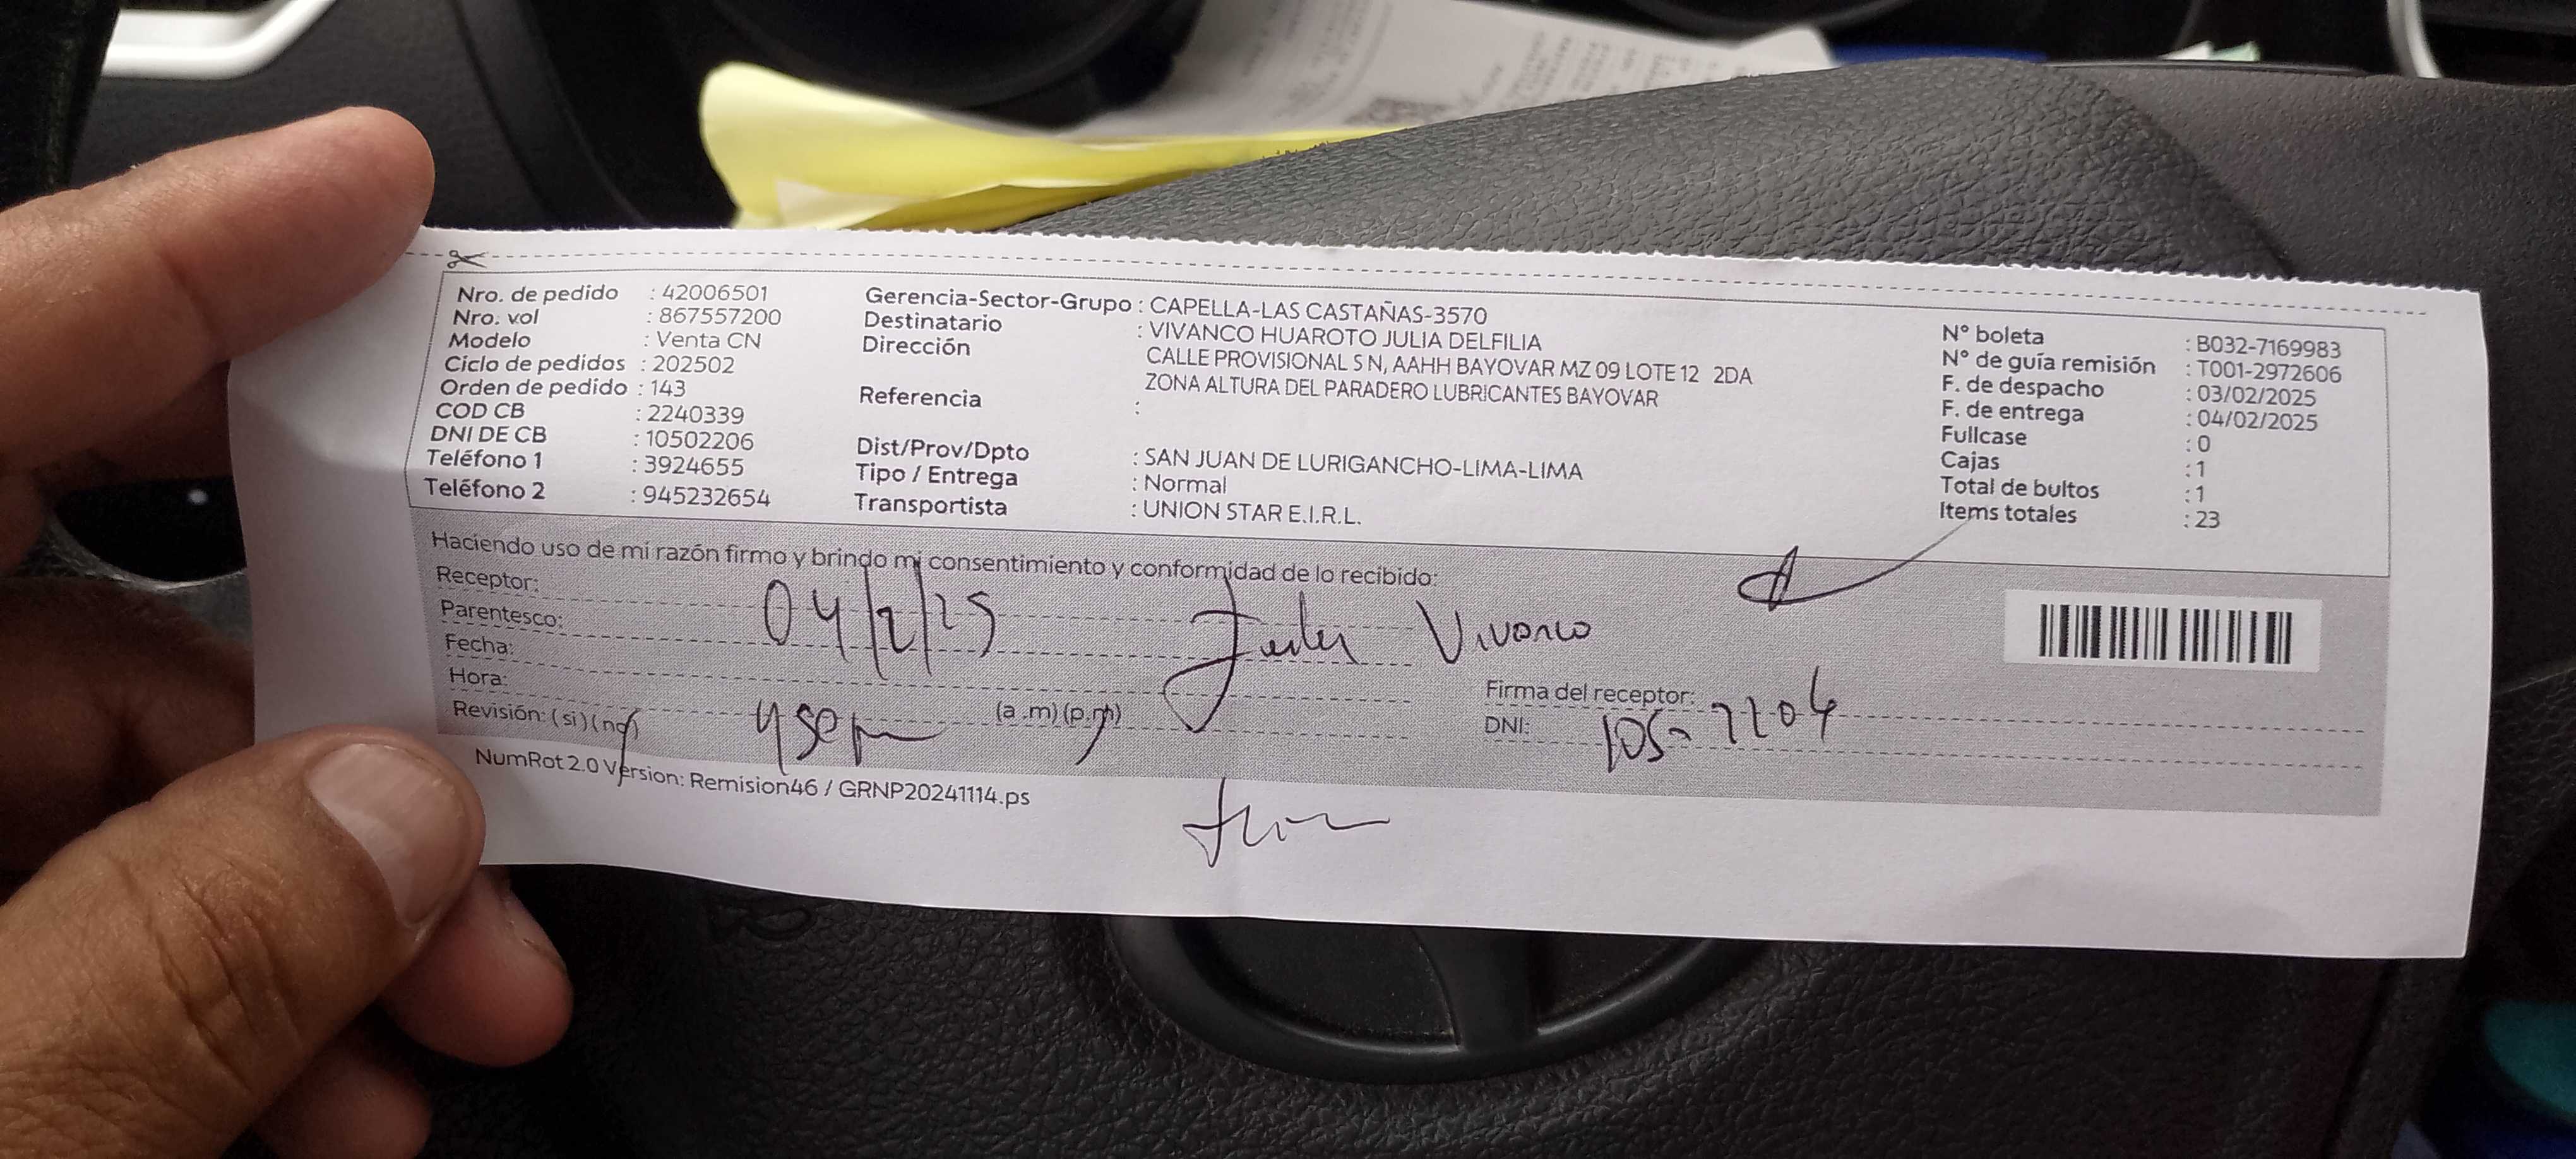 Nro. de pedido : 42006501
Nro. vol : 867557200
Modelo : Venta CN
Ciclo de pedidos : 202502
Orden de pedido : 143
COD CB : 2240339
DNI DE CB : 10502206
Teléfono 1 : 3924655
Teléfono 2 : 945232654
Gerencia-Sector-Grupo : CAPELLA-LAS CASTAÑAS-3570
Destinatario : VIVANCO HUAROTO JULIA DELFILIA
Dirección CALLE PROVISIONAL S N, AAHH BAYOVAR MZ 09 LOTE 12 2DA
ZONA ALTURA DEL PARADERO LUBRICANTES BAYOVAR
Referencia :
Dist/Prov/Dpto : SAN JUAN DE LURIGANCHO-LIMA-LIMA
Tipo / Entrega : Normal
Transportista : UNION STAR E.I.R.L.
N° boleta : B032-7169983
N° de guía remisión : T001-2972606
F. de despacho : 03/02/2025
F. de entrega : 04/02/2025
Fullcase : 0
Cajas : 1
Total de bultos : 1
Items totales : 23
Haciendo uso de mi razón firmo y brindo mi consentimiento y conformidad de lo recibido:
Receptor:
Parentesco: 04/2/25 Vivanco
Fecha:
Hora:
Revisión: (si) (no) (a .m) (p.m)
Firma del receptor:
DNI:
NumRot 2.0 Version: Remision46 / GRNP20241114.ps